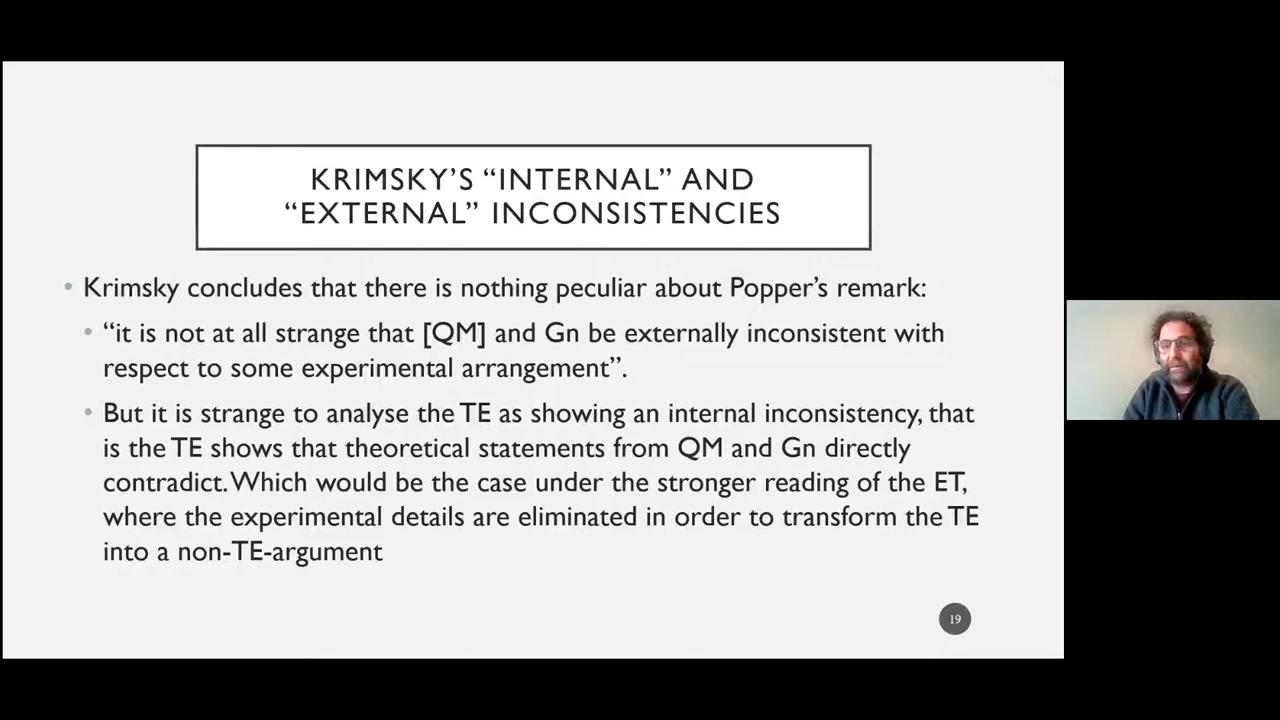 KRIMSKY’S “INTERNAL” AND
“EXTERNAL” INCONSISTENCIES
• Krimsky concludes that there is nothing peculiar about Popper’s remark:
• “it is not at all strange that [QM] and Gn be externally inconsistent with
respect to some experimental arrangement”.
• But it is strange to analyse the TE as showing an internal inconsistency, that
is the TE shows that theoretical statements from QM and Gn directly
contradict. Which would be the case under the stronger reading of the ET,
where the experimental details are eliminated in order to transform the TE
into a non-TE-argument
19